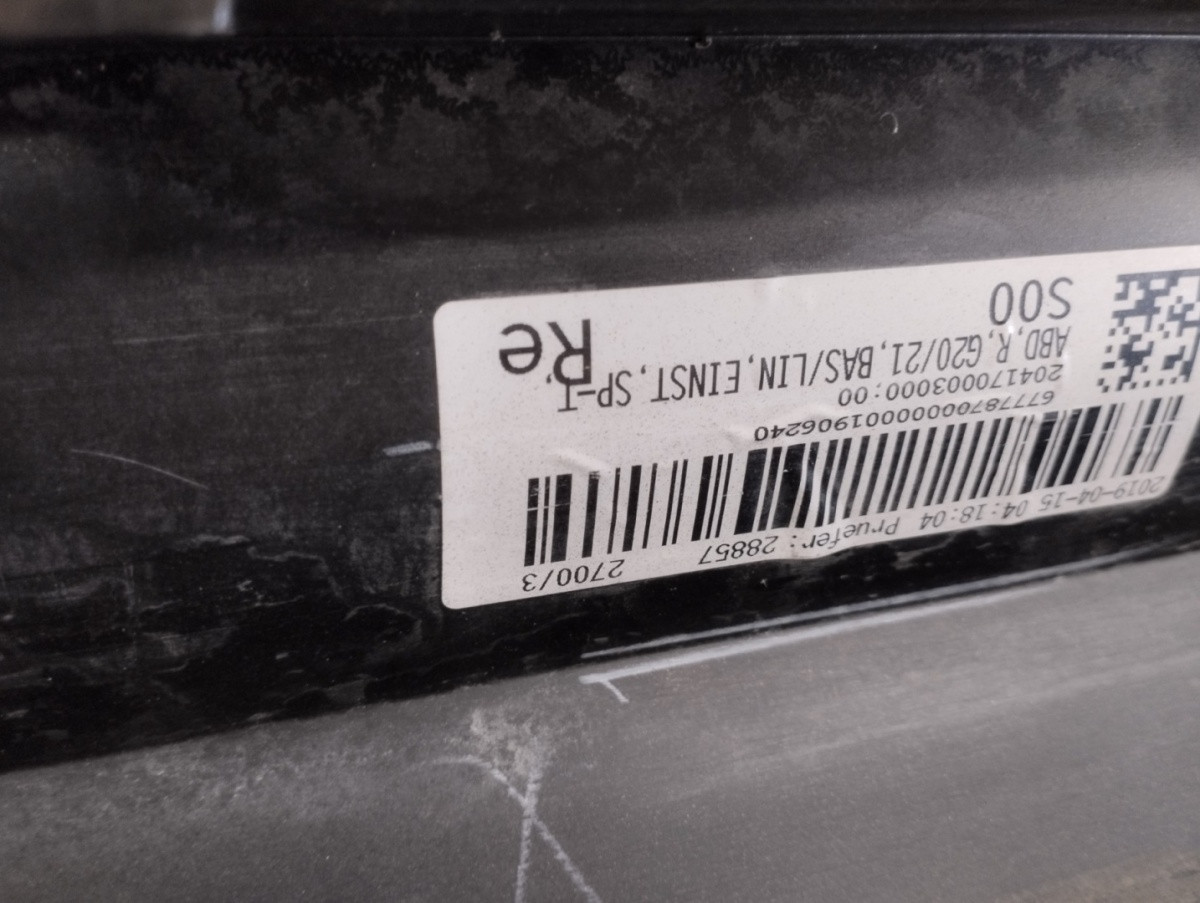 2019-04-15 04:18:04 Pruefer: 28857 2700/3
6777870000001906240
204170003000:00
ABD,R,G20/21,BAS/LIN,EINST,SP-T,
S00
Re